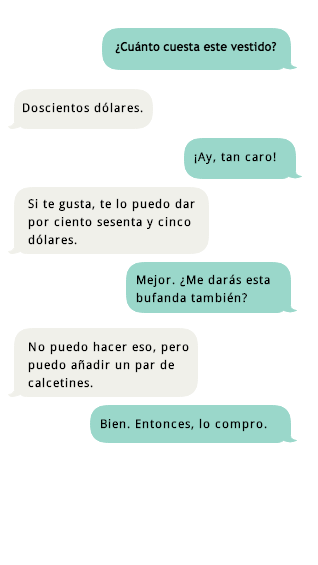 ¿Cuánto cuesta este vestido?
Doscientos dólares.
¡Ay, tan caro!
Si te gusta, te lo puedo dar
por ciento sesenta y cinco
dólares.
Mejor. ¿Me darás esta
bufanda también?
No puedo hacer eso, pero
puedo añadir un par de
calcetines.
Bien. Entonces, lo compro.